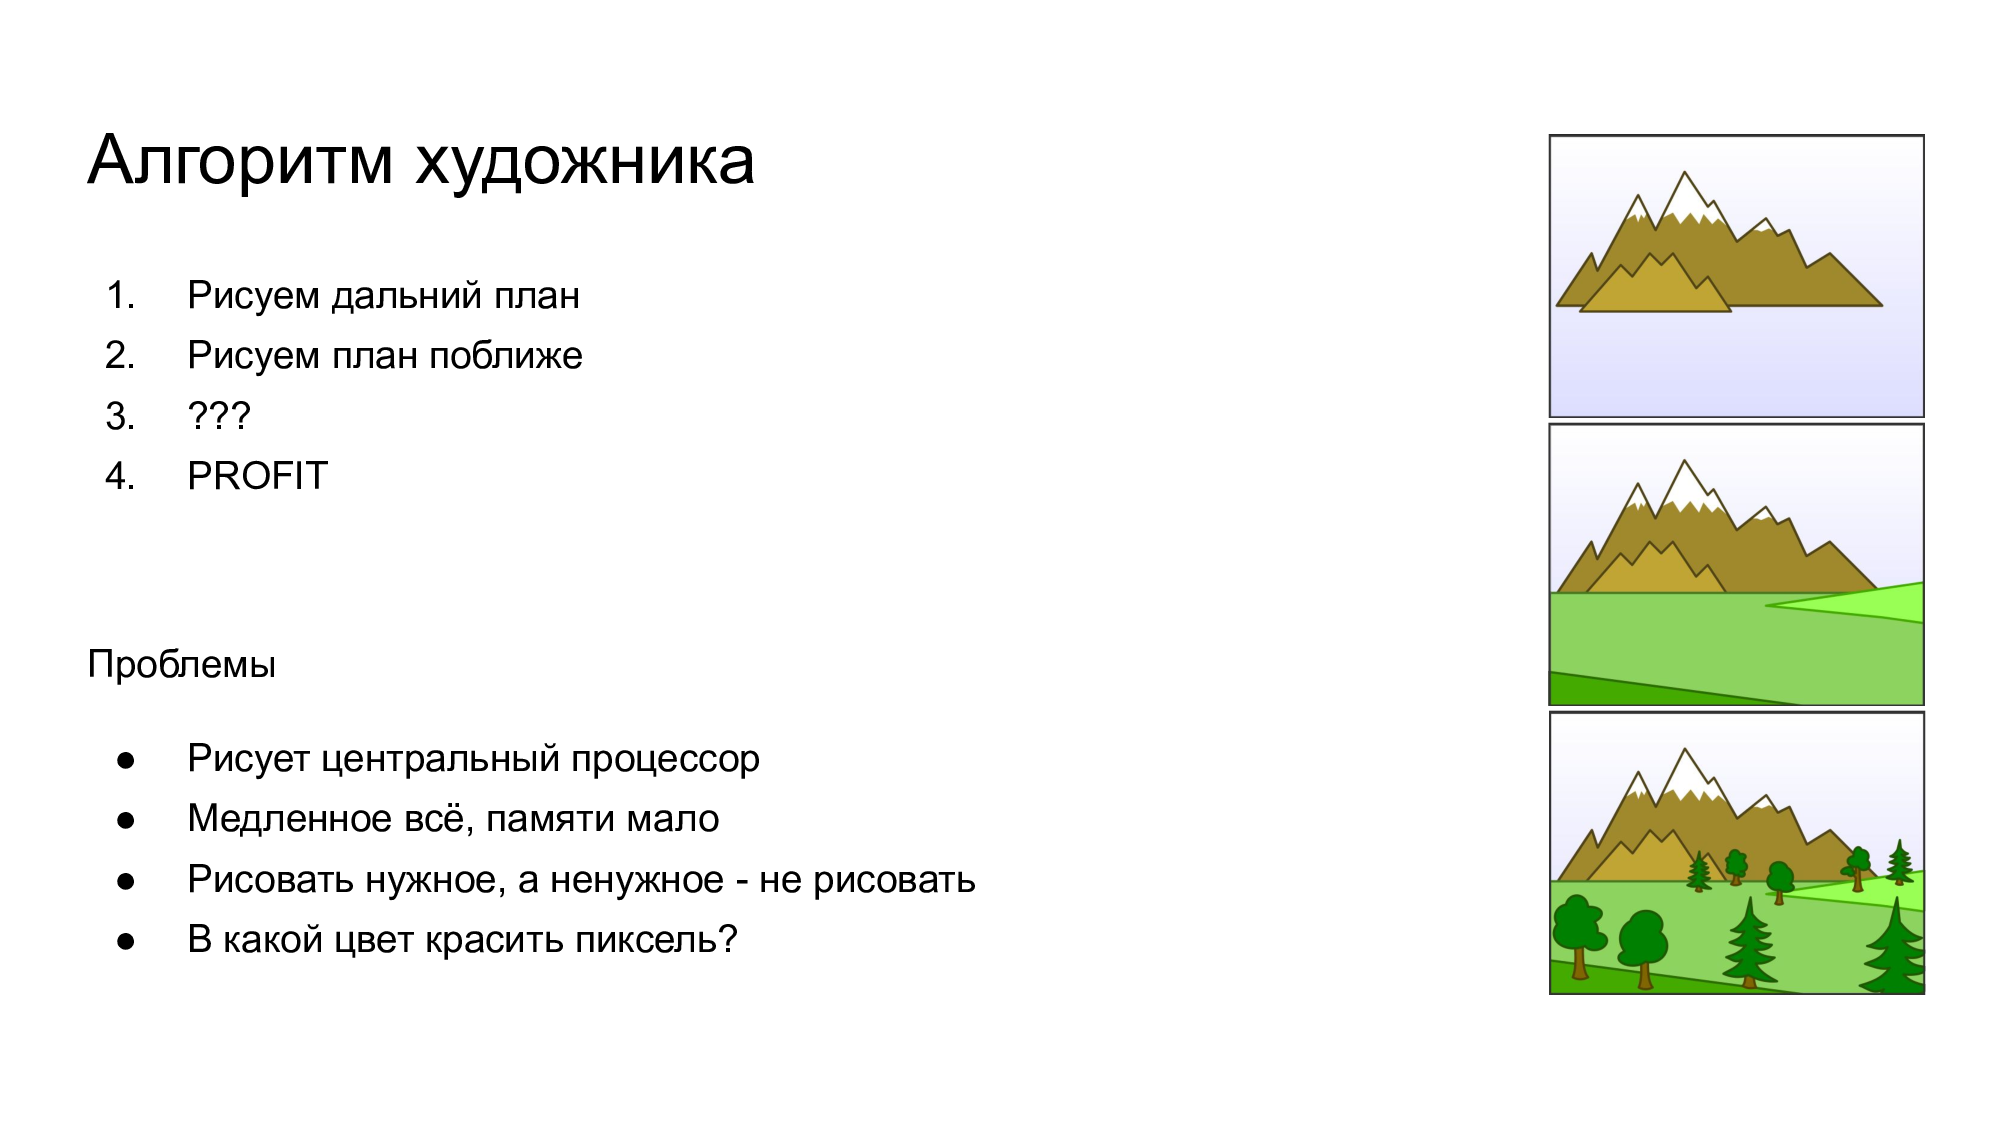 Алгоритм художника
1. Рисуем дальний план
2. Рисуем план поближе
3. ???
4. PROFIT
Проблемы
● Рисует центральный процессор
● Медленное всё, памяти мало
● Рисовать нужное, а ненужное - не рисовать
● В какой цвет красить пиксель?